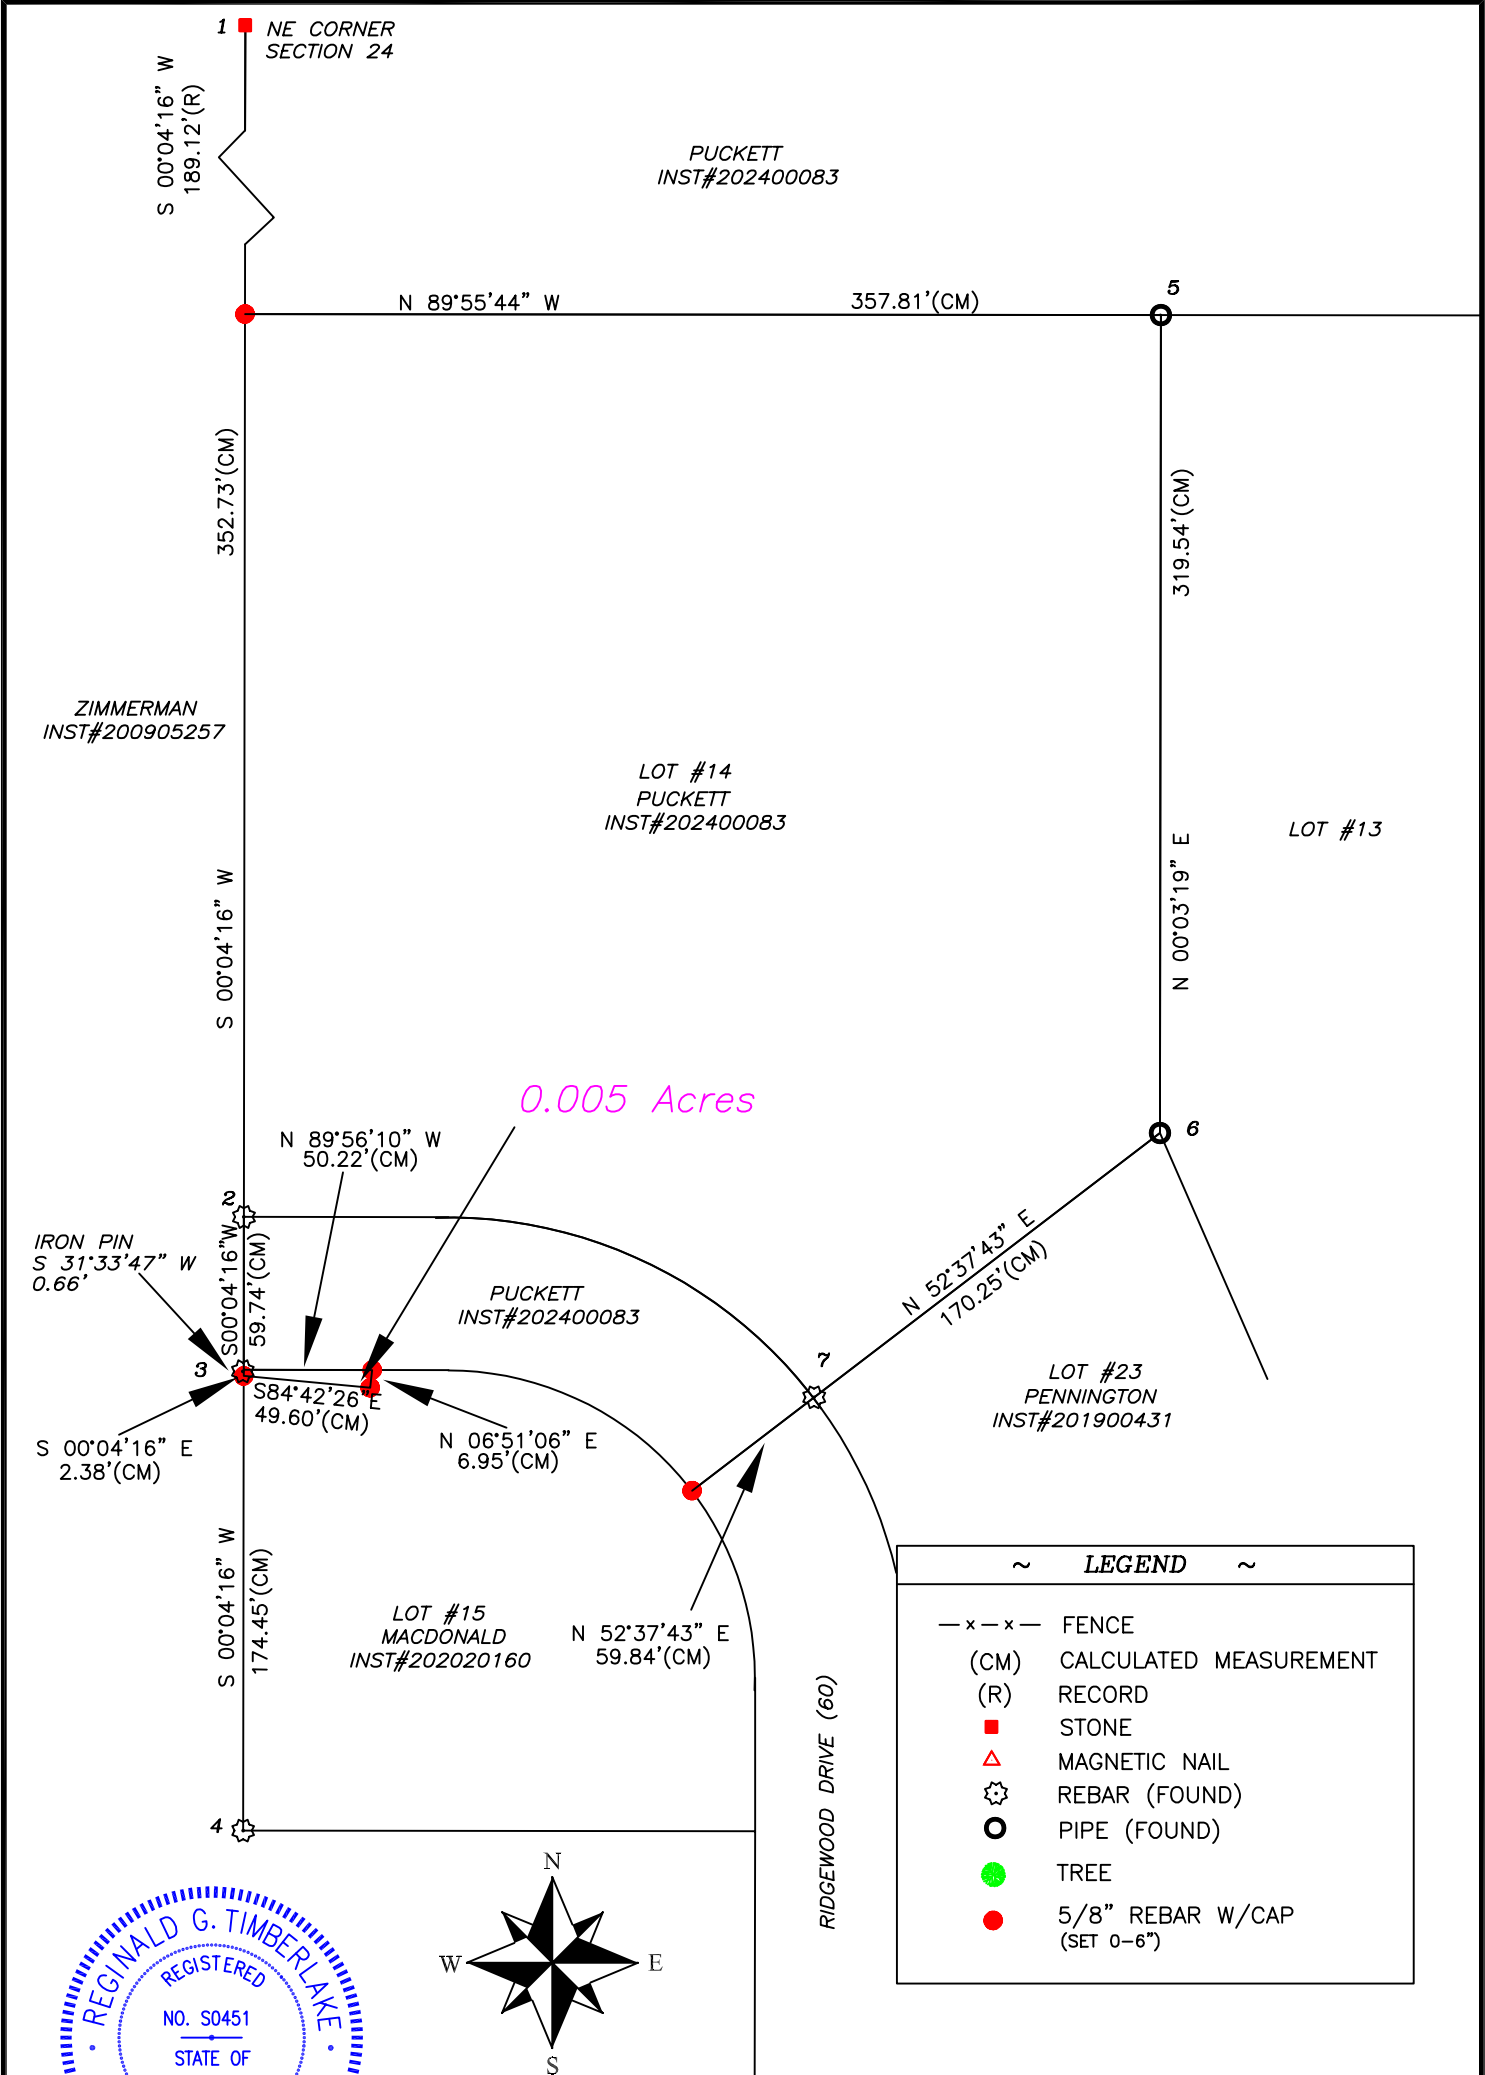 1
NE CORNER
SECTION 24
S 00°04'16" W
189.12'(R)
PUCKETT
INST#202400083
N 89°55'44" W
357.81'(CM)
5
352.73'(CM)
S 00°04'16" W
319.54'(CM)
N 00°03'19" E
ZIMMERMAN
INST#200905257
LOT #14
PUCKETT
INST#202400083
LOT #13
0.005 Acres
N 89°56'10" W
50.22'(CM)
6
2
IRON PIN
S 31°33'47" W
0.66'
S00°04'16"W
59.74'(CM)
PUCKETT
INST#202400083
N 52°37'43" E
170.25'(CM)
7
3
S84°42'26"E
49.60'(CM)
LOT #23
PENNINGTON
INST#201900431
S 00°04'16" E
2.38'(CM)
N 06°51'06" E
6.95'(CM)
S 00°04'16" W
174.45'(CM)
LOT #15
MACDONALD
INST#202020160
N 52°37'43" E
59.84'(CM)
RIDGEWOOD DRIVE (60)
4
~ LEGEND ~
—x—x— FENCE
(CM) CALCULATED MEASUREMENT
(R) RECORD
STONE
MAGNETIC NAIL
REBAR (FOUND)
PIPE (FOUND)
TREE
5/8" REBAR W/CAP
(SET 0-6")
N
W
E
S
REGINALD G. TIMBERLAKE
REGISTERED
NO. S0451
STATE OF